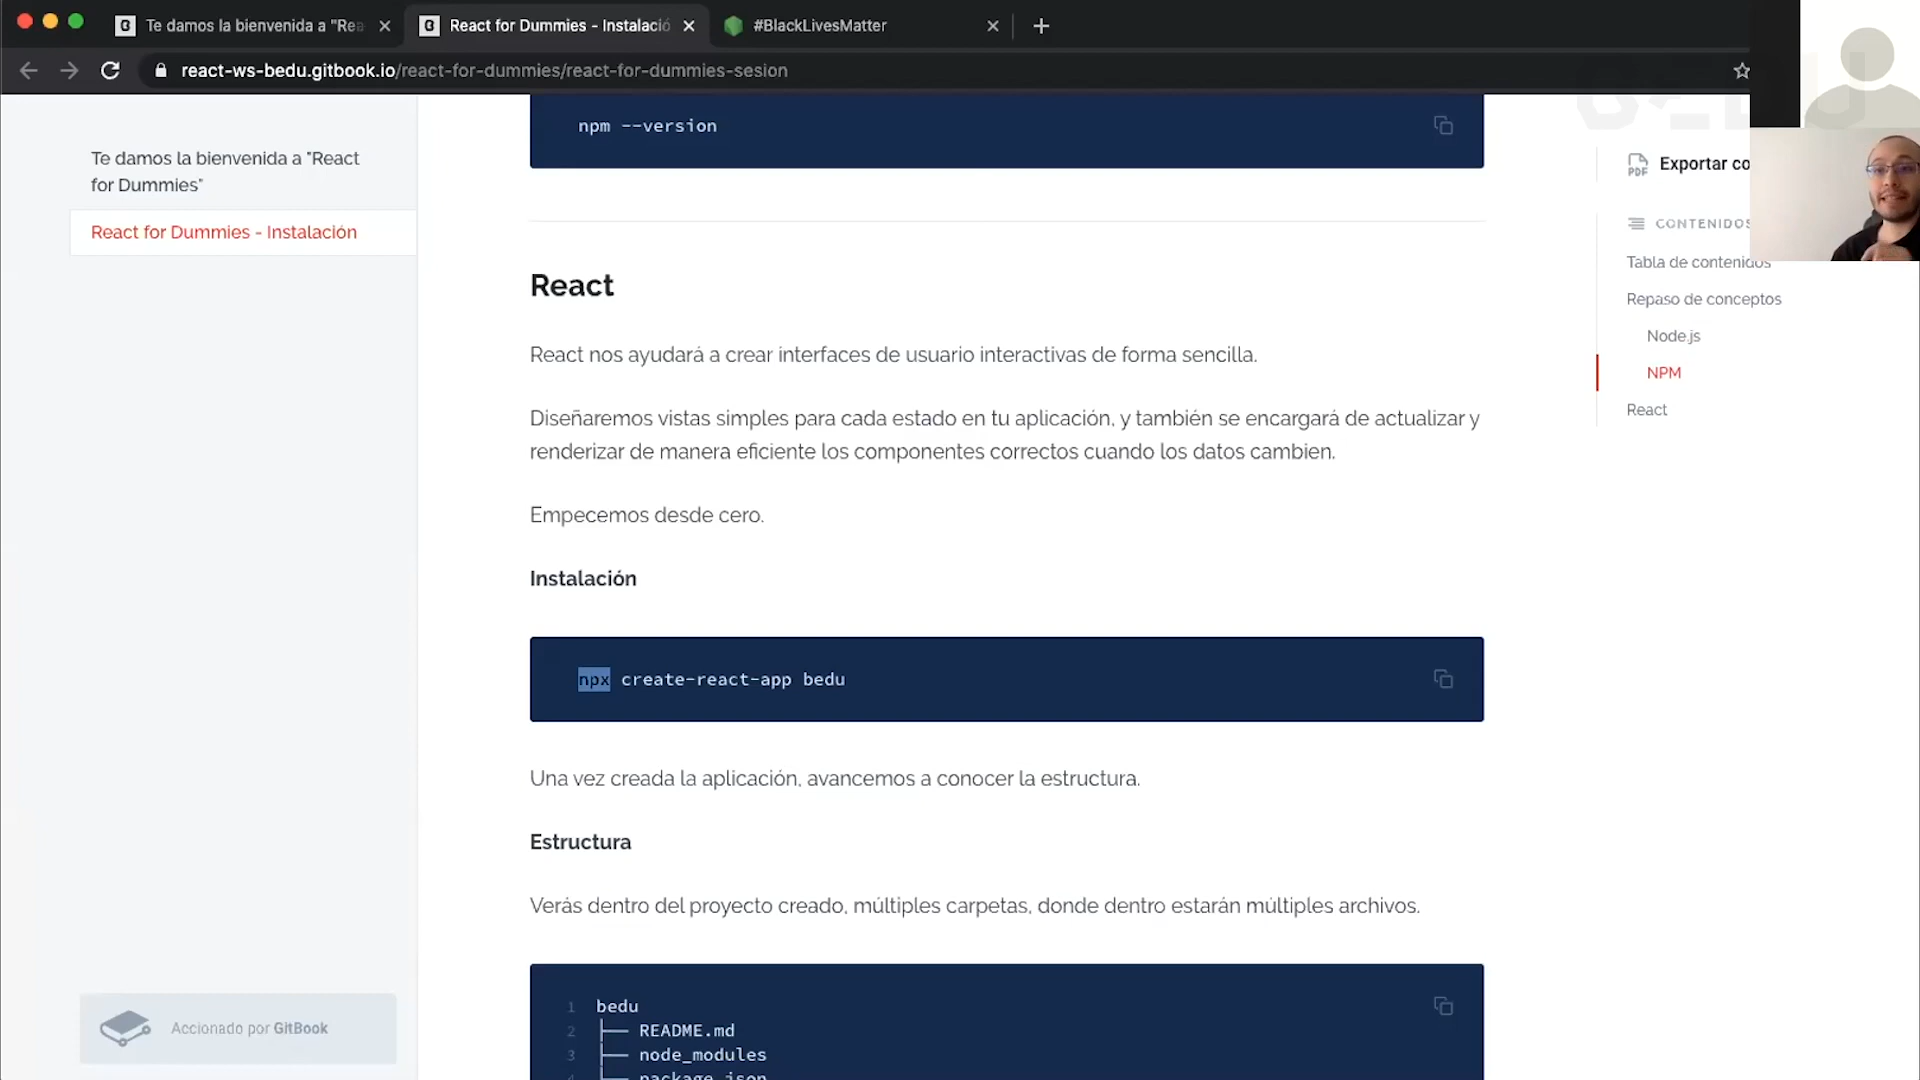 Te damos la bienvenida a "Rea
React for Dummies - Instalació
#BlackLivesMatter
react-ws-bedu.gitbook.io/react-for-dummies/react-for-dummies-sesion
BEDU
Te damos la bienvenida a "React
for Dummies"
React for Dummies - Instalación
Accionado por GitBook
npm --version
React
React nos ayudará a crear interfaces de usuario interactivas de forma sencilla.
Diseñaremos vistas simples para cada estado en tu aplicación, y también se encargará de actualizar y
renderizar de manera eficiente los componentes correctos cuando los datos cambien.
Empecemos desde cero.
Instalación
npx create-react-app bedu
Una vez creada la aplicación, avancemos a conocer la estructura.
Estructura
Verás dentro del proyecto creado, múltiples carpetas, donde dentro estarán múltiples archivos.
1 bedu
2 ├── README.md
3 ├── node_modules
4 ├── package.json
PDF Exportar co
CONTENIDOS
Tabla de contenidos
Repaso de conceptos
Node.js
NPM
React